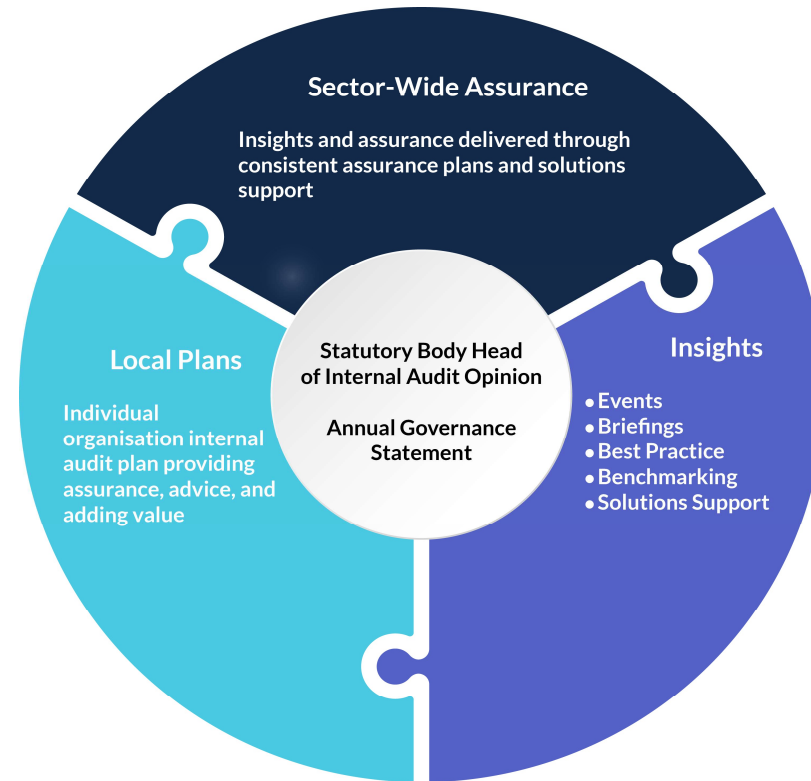 Sector-Wide Assurance
Insights and assurance delivered through
consistent assurance plans and solutions
support
Local Plans
Individual
organisation internal
audit plan providing
assurance, advice, and
adding value
Statutory Body Head
of Internal Audit Opinion
Annual Governance
Statement
Insights
•Events
•Briefings
•Best Practice
•Benchmarking
•Solutions Support